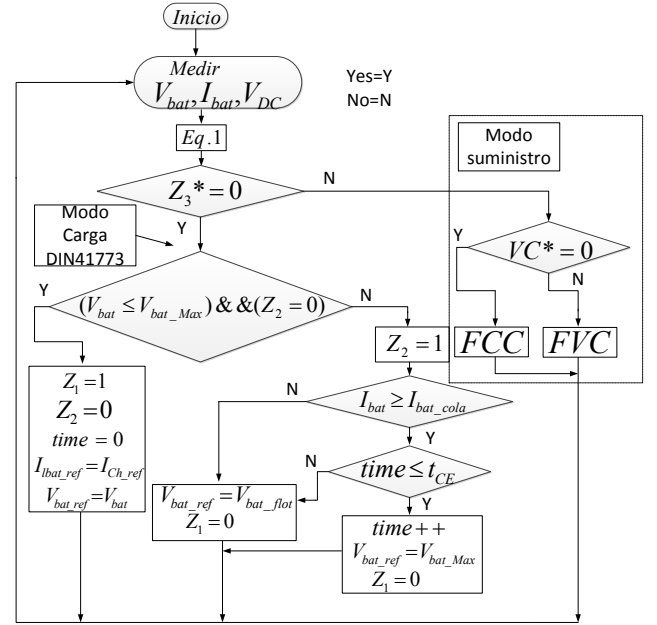 Inicio
Medir
V_bat, I_bat, V_DC
Yes=Y
No=N
Eq.1
Modo
suministro
Z_3* = 0
N
Y
Modo
Carga
DIN41773
VC* = 0
Y
N
(V_bat ≤ V_bat_Max) & &(Z_2 = 0)
Y
N
FCC
FVC
Z_2 = 1
Z_1 = 1
Z_2 = 0
time = 0
I_lbat_ref = I_Ch_ref
V_bat_ref = V_bat
I_bat ≥ I_bat_cola
N
Y
time ≤ t_CE
N
Y
V_bat_ref = V_bat_flot
Z_1 = 0
time++
V_bat_ref = V_bat_Max
Z_1 = 0